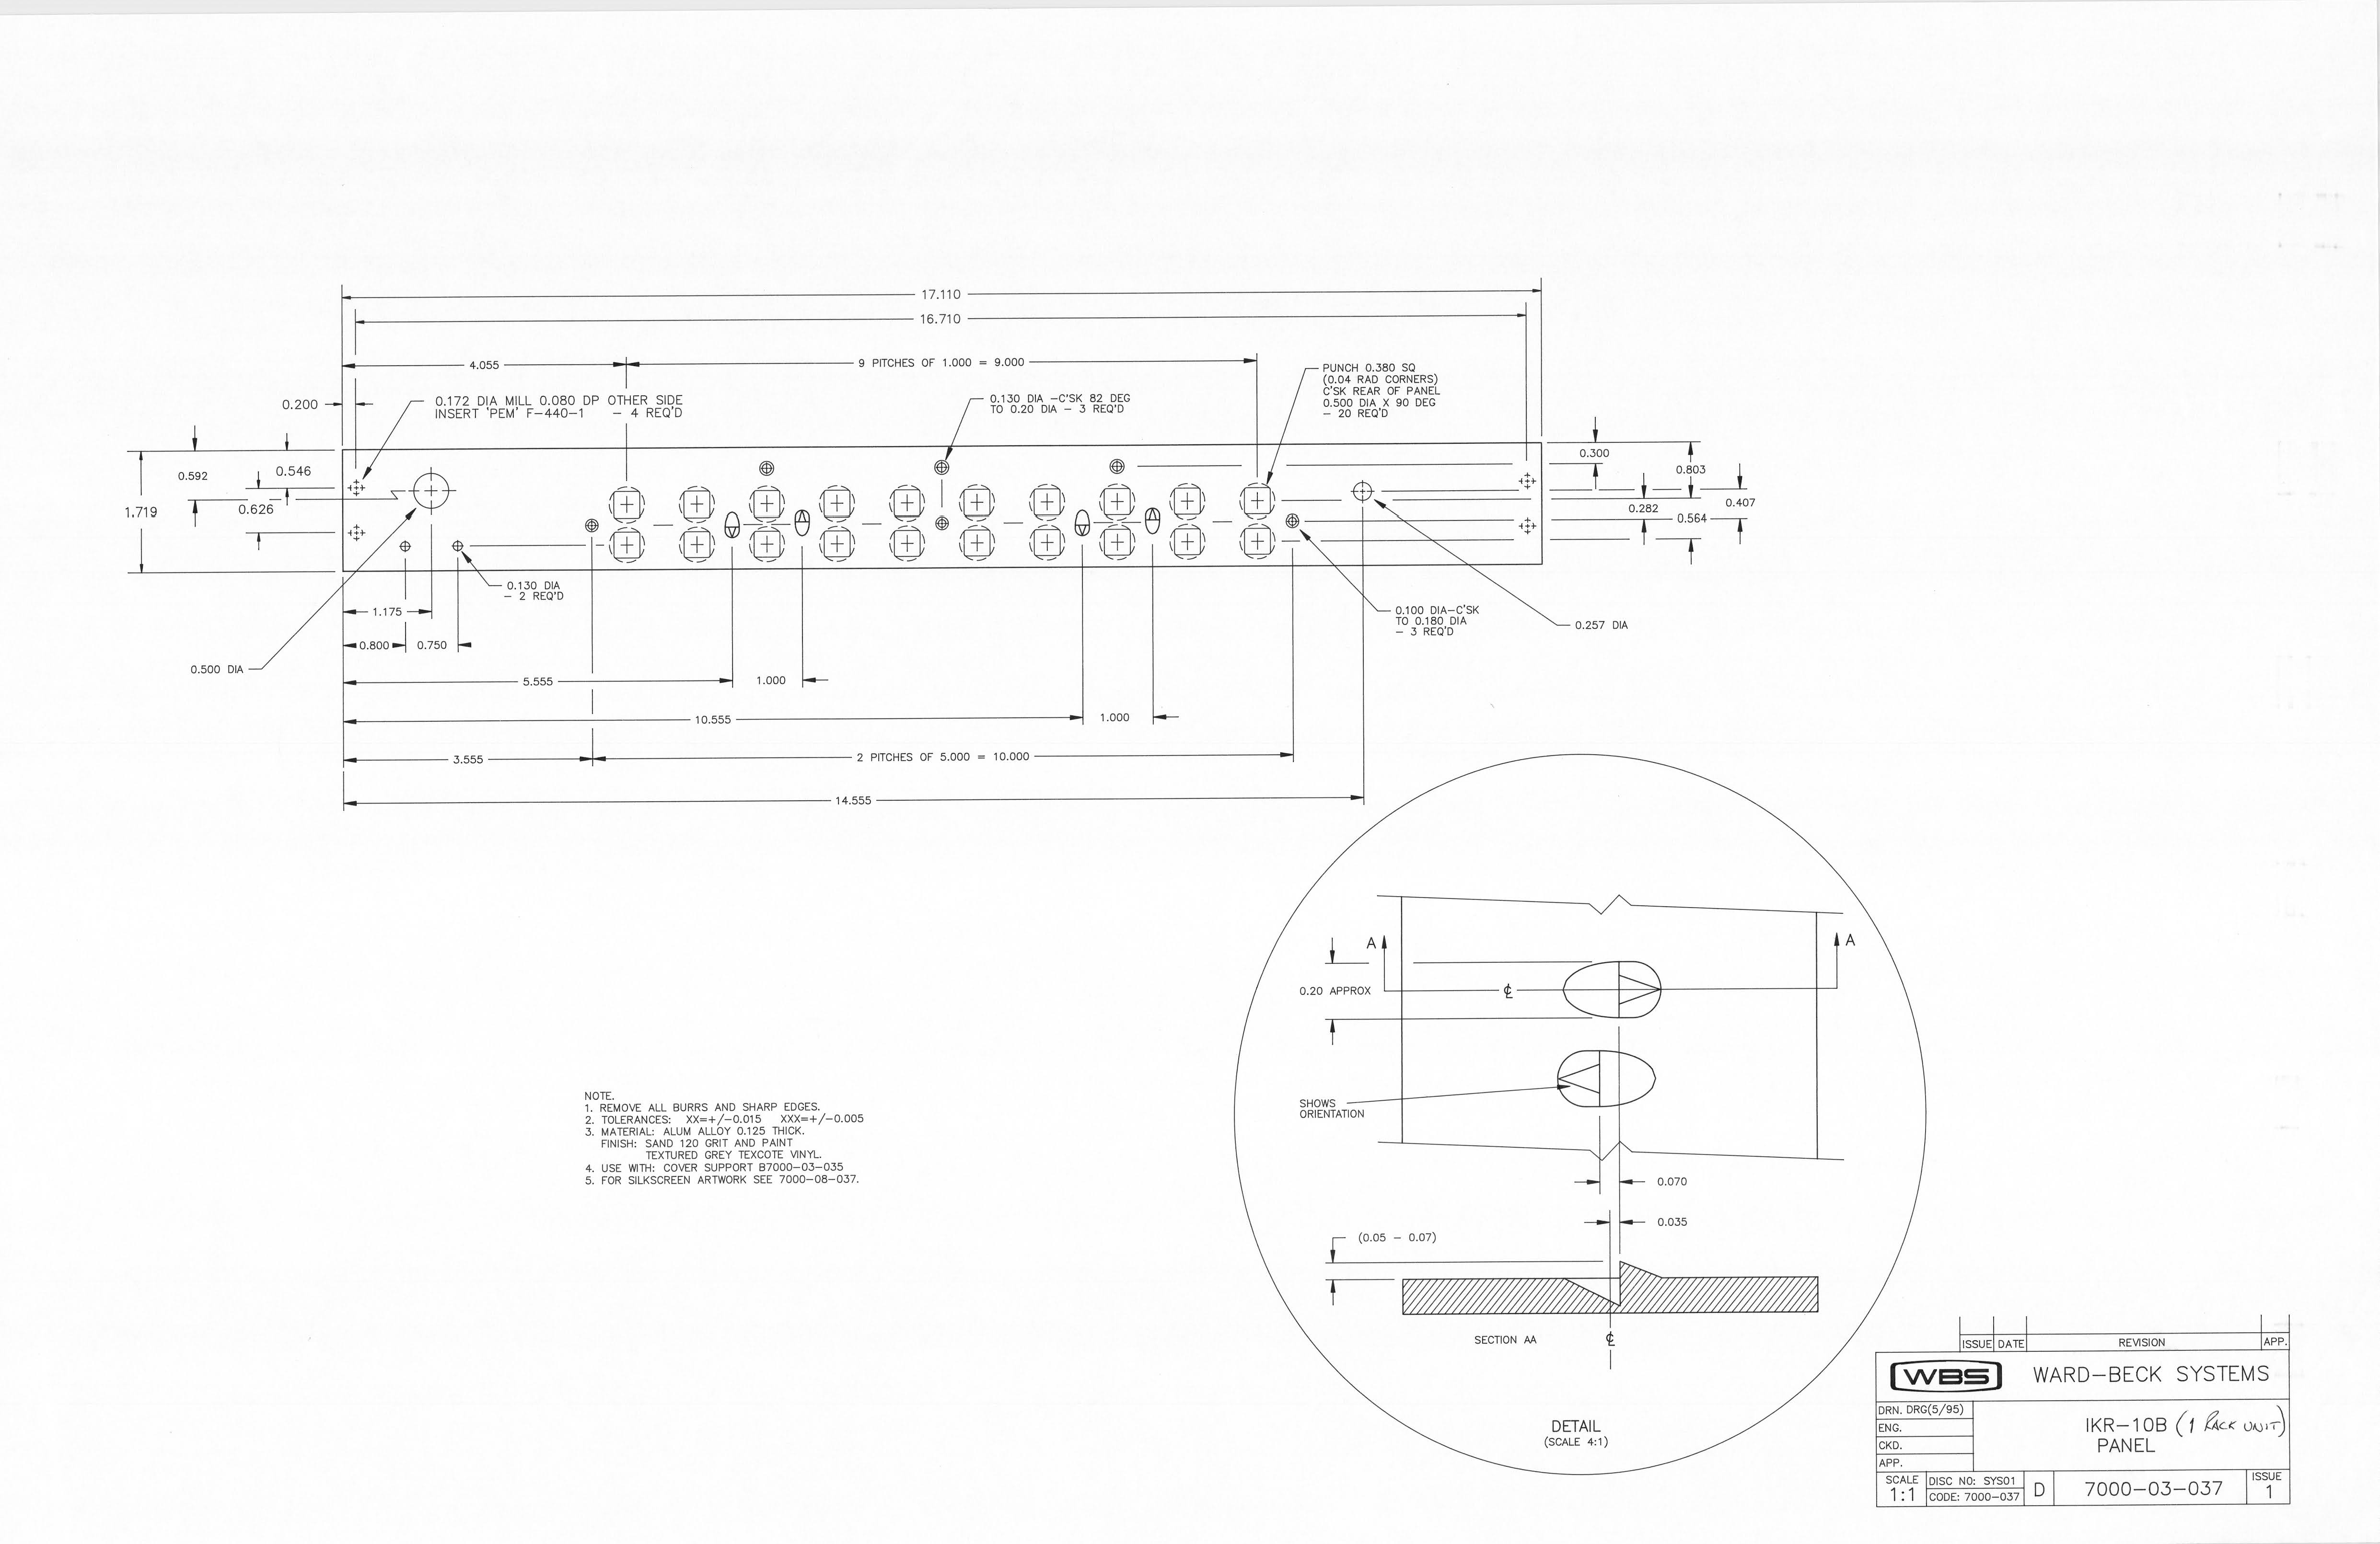 17.110
16.710
4.055
9 PITCHES OF 1.000 = 9.000
PUNCH 0.380 SQ
(0.04 RAD CORNERS)
C'SK REAR OF PANEL
0.500 DIA X 90 DEG
- 20 REQ'D
0.200
0.172 DIA MILL 0.080 DP OTHER SIDE
INSERT 'PEM' F-440-1 - 4 REQ'D
0.130 DIA -C'SK 82 DEG
TO 0.20 DIA - 3 REQ'D
0.592
0.546
0.626
1.719
0.300
0.803
0.407
0.282
0.564
0.130 DIA
- 2 REQ'D
1.175
0.800
0.750
0.500 DIA
0.100 DIA-C'SK
TO 0.180 DIA
- 3 REQ'D
0.257 DIA
5.555
1.000
10.555
1.000
3.555
2 PITCHES OF 5.000 = 10.000
14.555
A
A
0.20 APPROX
℄
SHOWS
ORIENTATION
0.070
0.035
(0.05 - 0.07)
SECTION AA
℄
DETAIL
(SCALE 4:1)
NOTE.
1. REMOVE ALL BURRS AND SHARP EDGES.
2. TOLERANCES: XX=+/-0.015 XXX=+/-0.005
3. MATERIAL: ALUM ALLOY 0.125 THICK.
FINISH: SAND 120 GRIT AND PAINT
TEXTURED GREY TEXCOTE VINYL.
4. USE WITH: COVER SUPPORT B7000-03-035
5. FOR SILKSCREEN ARTWORK SEE 7000-08-037.
ISSUE DATE REVISION APP.
WBS WARD-BECK SYSTEMS
DRN. DRG(5/95)
ENG.
CKD.
APP.
IKR-10B (1 RACK UNIT)
PANEL
SCALE
1:1
DISC NO: SYS01
CODE: 7000-037
D
7000-03-037
ISSUE
1